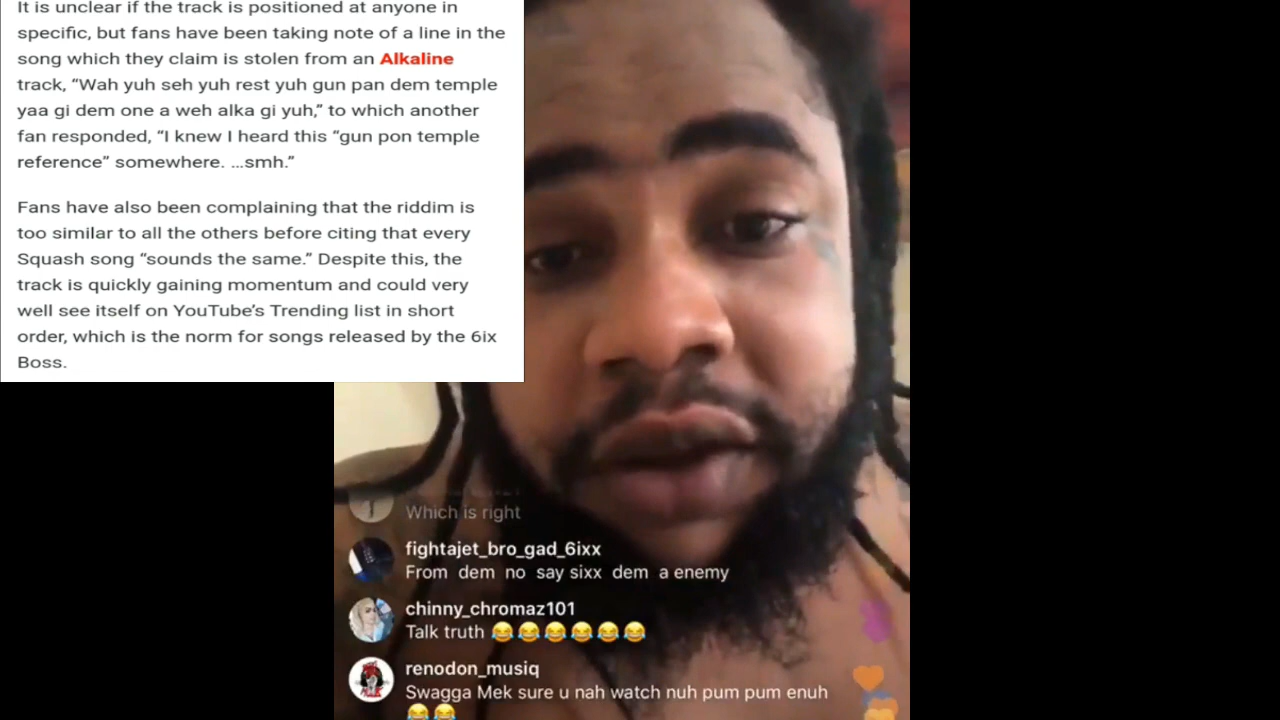 It is unclear if the track is positioned at anyone in
specific, but fans have been taking note of a line in the
song which they claim is stolen from an Alkaline
track, “Wah yuh seh yuh rest yuh gun pan dem temple
yaa gi dem one a weh alka gi yuh,” to which another
fan responded, “I knew I heard this “gun pon temple
reference” somewhere. …smh.”
Fans have also been complaining that the riddim is
too similar to all the others before citing that every
Squash song “sounds the same.” Despite this, the
track is quickly gaining momentum and could very
well see itself on YouTube’s Trending list in short
order, which is the norm for songs released by the 6ix
Boss.
Which is right
fightajet_bro_gad_6ixx
From dem no say sixx dem a enemy
chinny_chromaz101
Talk truth 😂😂😂😂😂😂
renodon_musiq
Swagga Mek sure u nah watch nuh pum pum enuh
😂😂